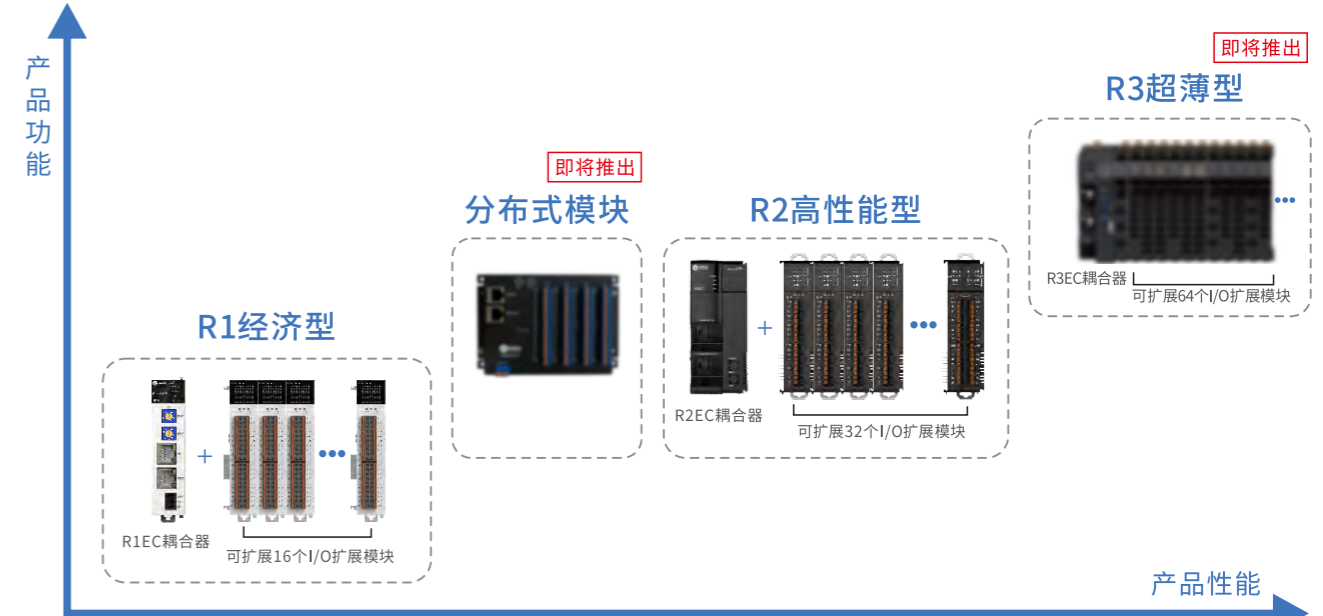 产品功能
即将推出
R3超薄型
R3EC耦合器
可扩展64个I/O扩展模块
即将推出
分布式模块
R2高性能型
+
R2EC耦合器
可扩展32个I/O扩展模块
R1经济型
+
R1EC耦合器
可扩展16个I/O扩展模块
产品性能